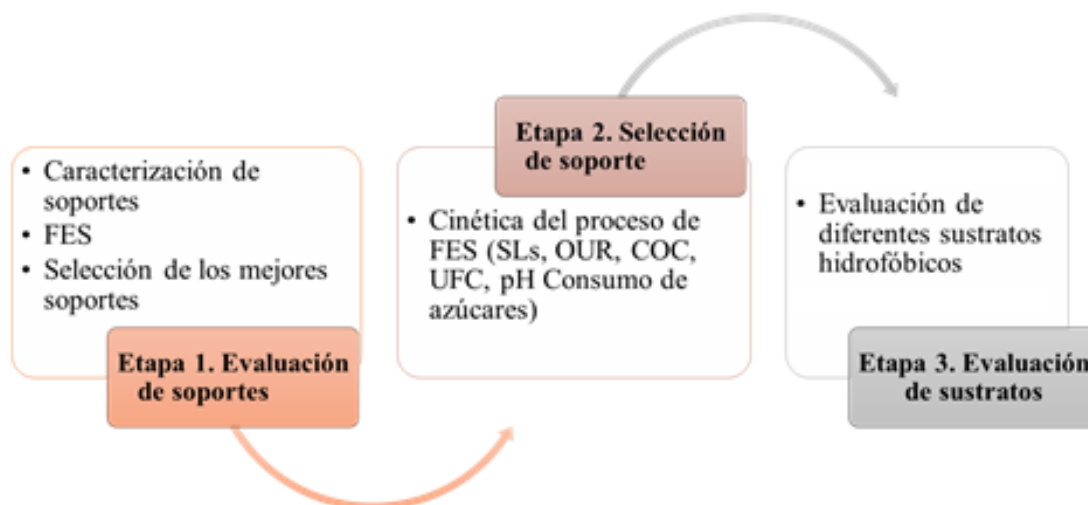 • Caracterización de
soportes
• FES
• Selección de los mejores
soportes
Etapa 1. Evaluación
de soportes
Etapa 2. Selección
de soporte
• Cinética del proceso de
FES (SLs, OUR, COC,
UFC, pH Consumo de
azúcares)
• Evaluación de
diferentes sustratos
hidrofóbicos
Etapa 3. Evaluación
de sustratos